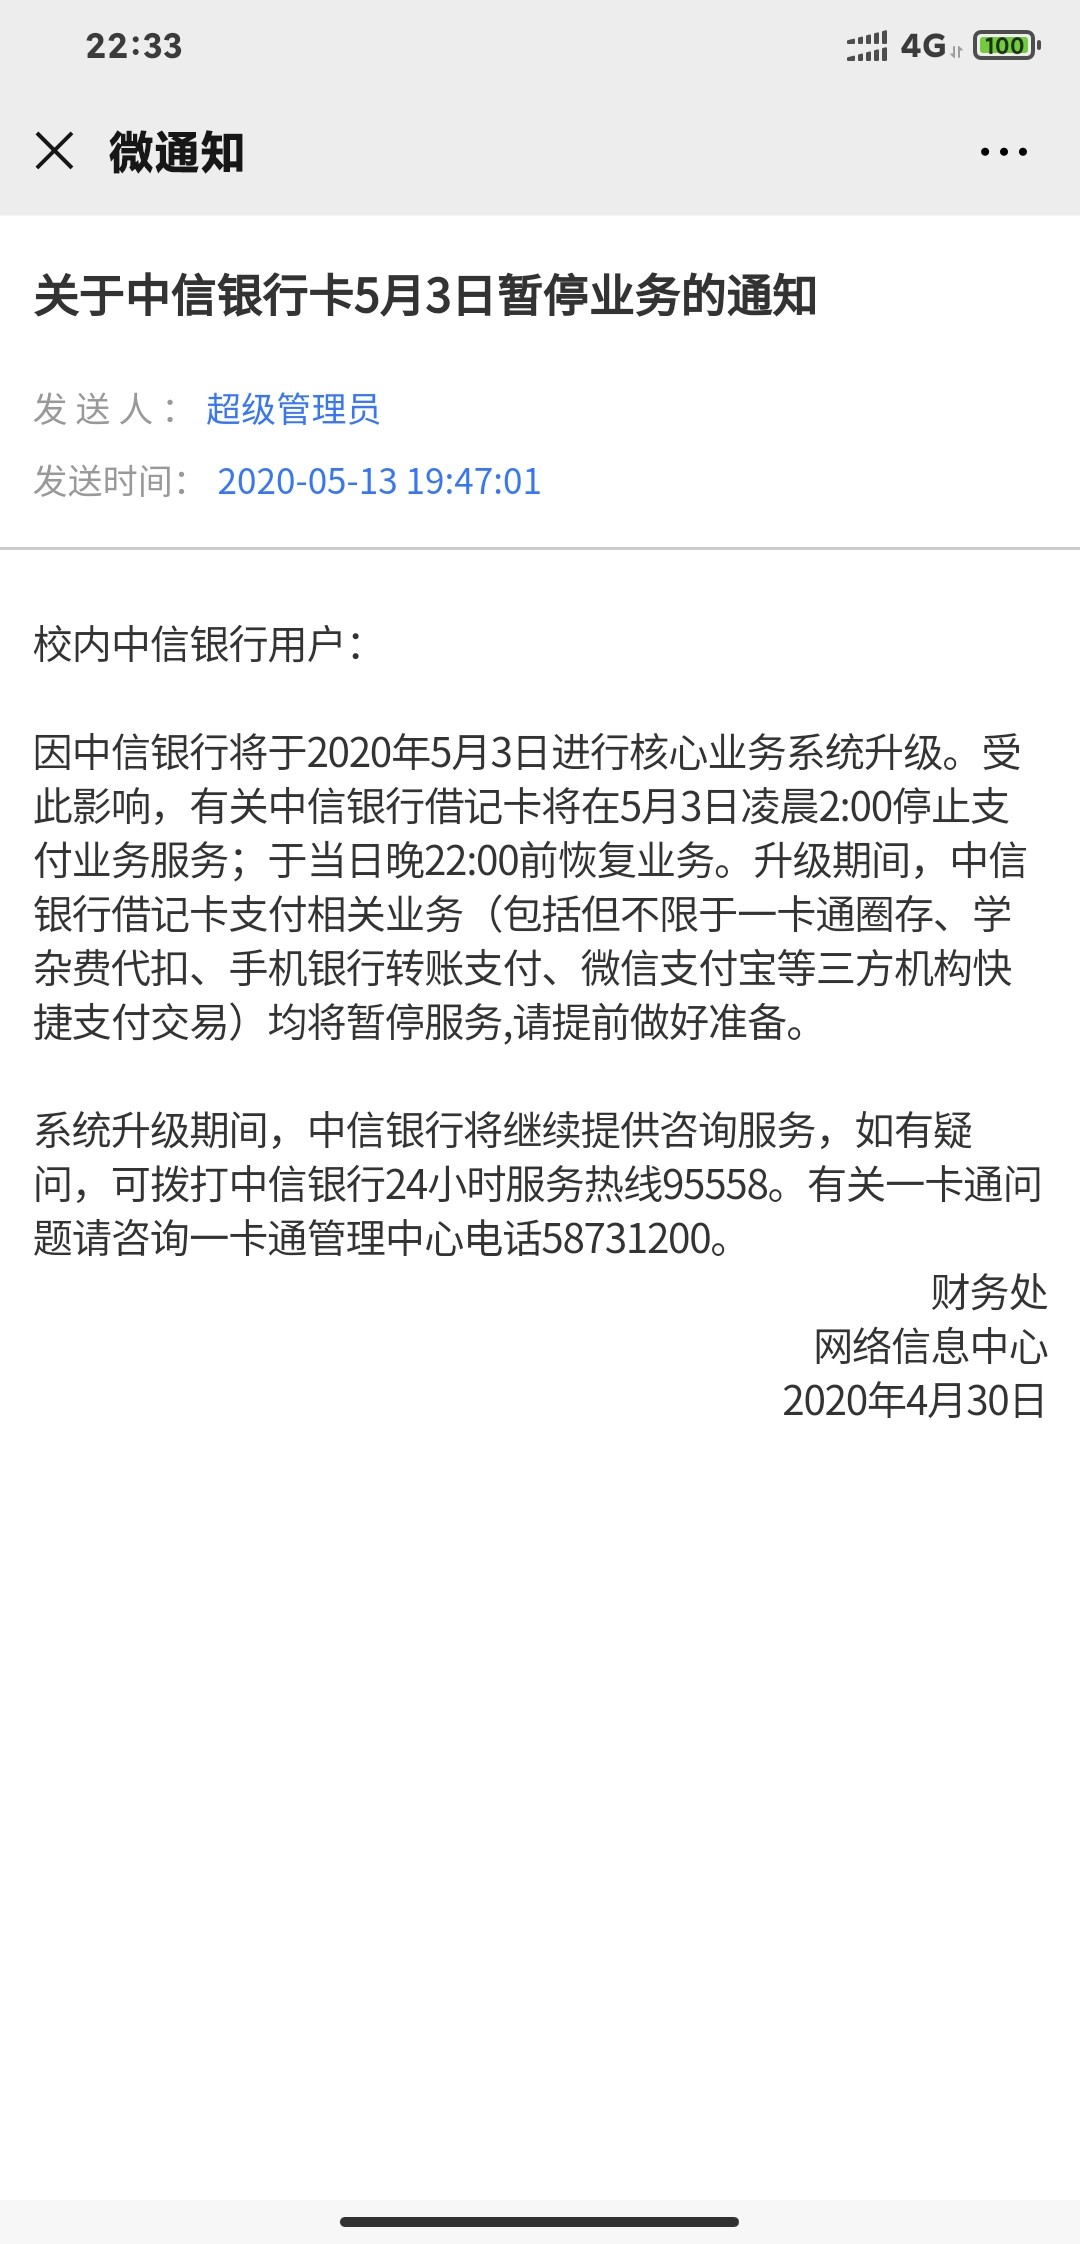 22:33
4G
100
微通知
关于中信银行卡5月3日暂停业务的通知
发 送 人： 超级管理员
发送时间： 2020-05-13 19:47:01
校内中信银行用户：
因中信银行将于2020年5月3日进行核心业务系统升级。受
此影响，有关中信银行借记卡将在5月3日凌晨2:00停止支
付业务服务；于当日晚22:00前恢复业务。升级期间，中信
银行借记卡支付相关业务（包括但不限于一卡通圈存、学
杂费代扣、手机银行转账支付、微信支付宝等三方机构快
捷支付交易）均将暂停服务,请提前做好准备。
系统升级期间，中信银行将继续提供咨询服务，如有疑
问，可拨打中信银行24小时服务热线95558。有关一卡通问
题请咨询一卡通管理中心电话58731200。
财务处
网络信息中心
2020年4月30日